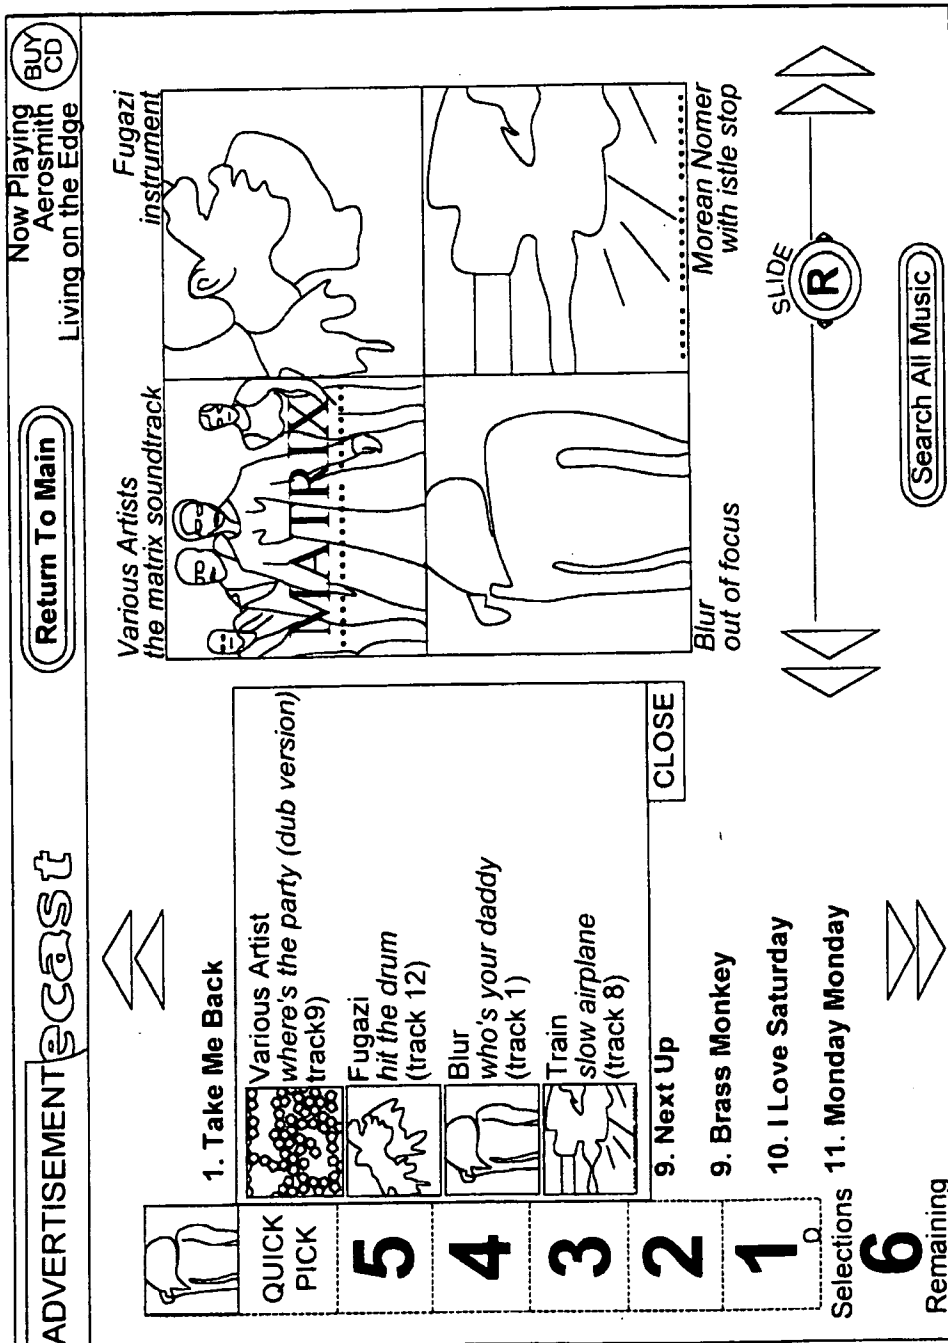 ADVERTISEMENT
ecast
Return To Main
Now Playing
Aerosmith
Living on the Edge
BUY
CD
1. Take Me Back
QUICK
PICK
5
4
3
2
1
Various Artist
where's the party (dub version)
track9)
Fugazi
hit the drum
(track 12)
Blur
who's your daddy
(track 1)
Train
slow airplane
(track 8)
CLOSE
9. Next Up
9. Brass Monkey
10. I Love Saturday
11. Monday Monday
Selections
6
Remaining
Various Artists
the matrix soundtrack
MATRIX
Fugazi
instrument
Blur
out of focus
Morean Nomer
with istle stop
SLIDE
R
Search All Music